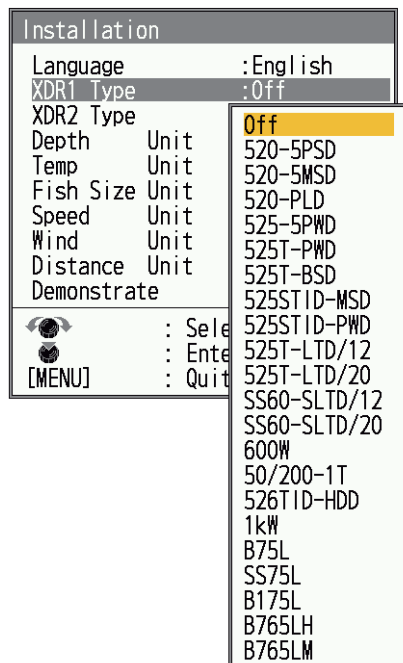 Installation
Language :English
XDR1 Type :Off
XDR2 Type
Depth Unit
Temp Unit
Fish Size Unit
Speed Unit
Wind Unit
Distance Unit
Demonstrate
: Sele
: Ente
[MENU] : Quit
Off
520-5PSD
520-5MSD
520-PLD
525-5PWD
525T-PWD
525T-BSD
525STID-MSD
525STID-PWD
525T-LTD/12
525T-LTD/20
SS60-SLTD/12
SS60-SLTD/20
600W
50/200-1T
526TID-HDD
1kW
B75L
SS75L
B175L
B765LH
B765LM